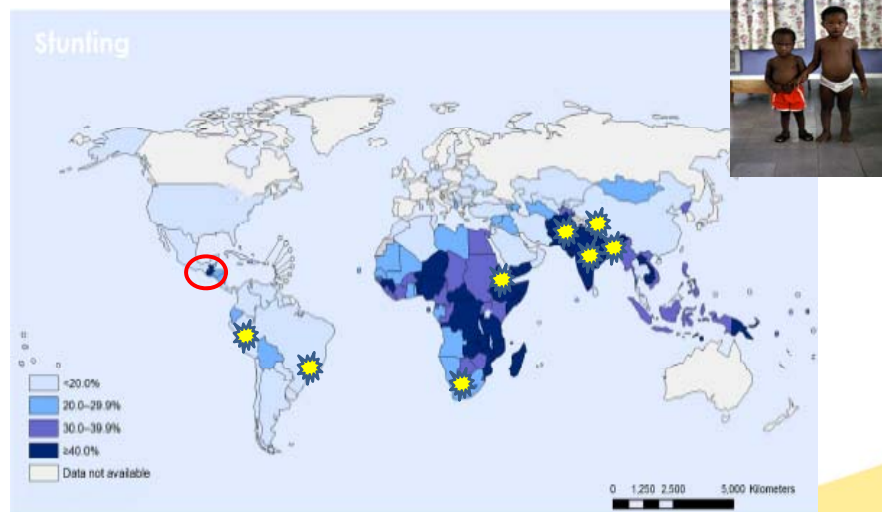 Stunting
<20.0%
20.0–29.9%
30.0–39.9%
≥40.0%
Data not available
0 1,250 2,500 5,000 Kilometers